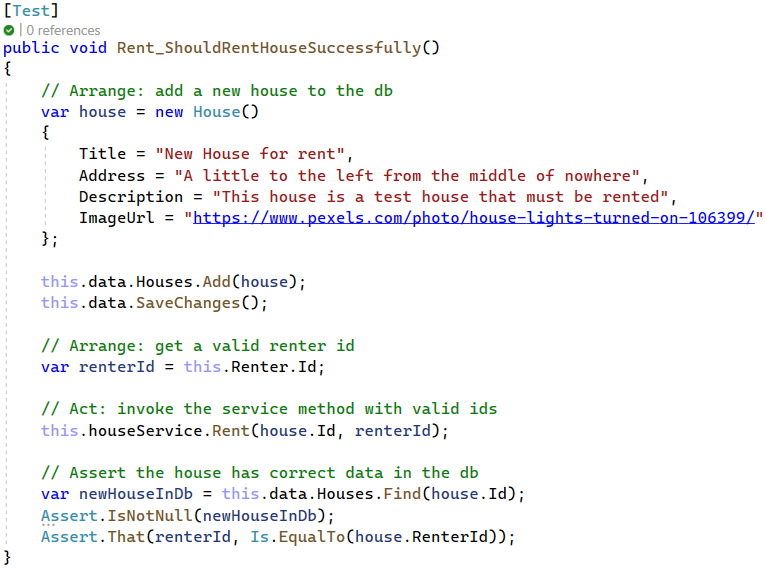 [Test]
| 0 references
public void Rent_ShouldRentHouseSuccessfully()
{
    // Arrange: add a new house to the db
    var house = new House()
    {
        Title = "New House for rent",
        Address = "A little to the left from the middle of nowhere",
        Description = "This house is a test house that must be rented",
        ImageUrl = "https://www.pexels.com/photo/house-lights-turned-on-106399/"
    };

    this.data.Houses.Add(house);
    this.data.SaveChanges();

    // Arrange: get a valid renter id
    var renterId = this.Renter.Id;

    // Act: invoke the service method with valid ids
    this.houseService.Rent(house.Id, renterId);

    // Assert the house has correct data in the db
    var newHouseInDb = this.data.Houses.Find(house.Id);
    Assert.IsNotNull(newHouseInDb);
    Assert.That(renterId, Is.EqualTo(house.RenterId));
}